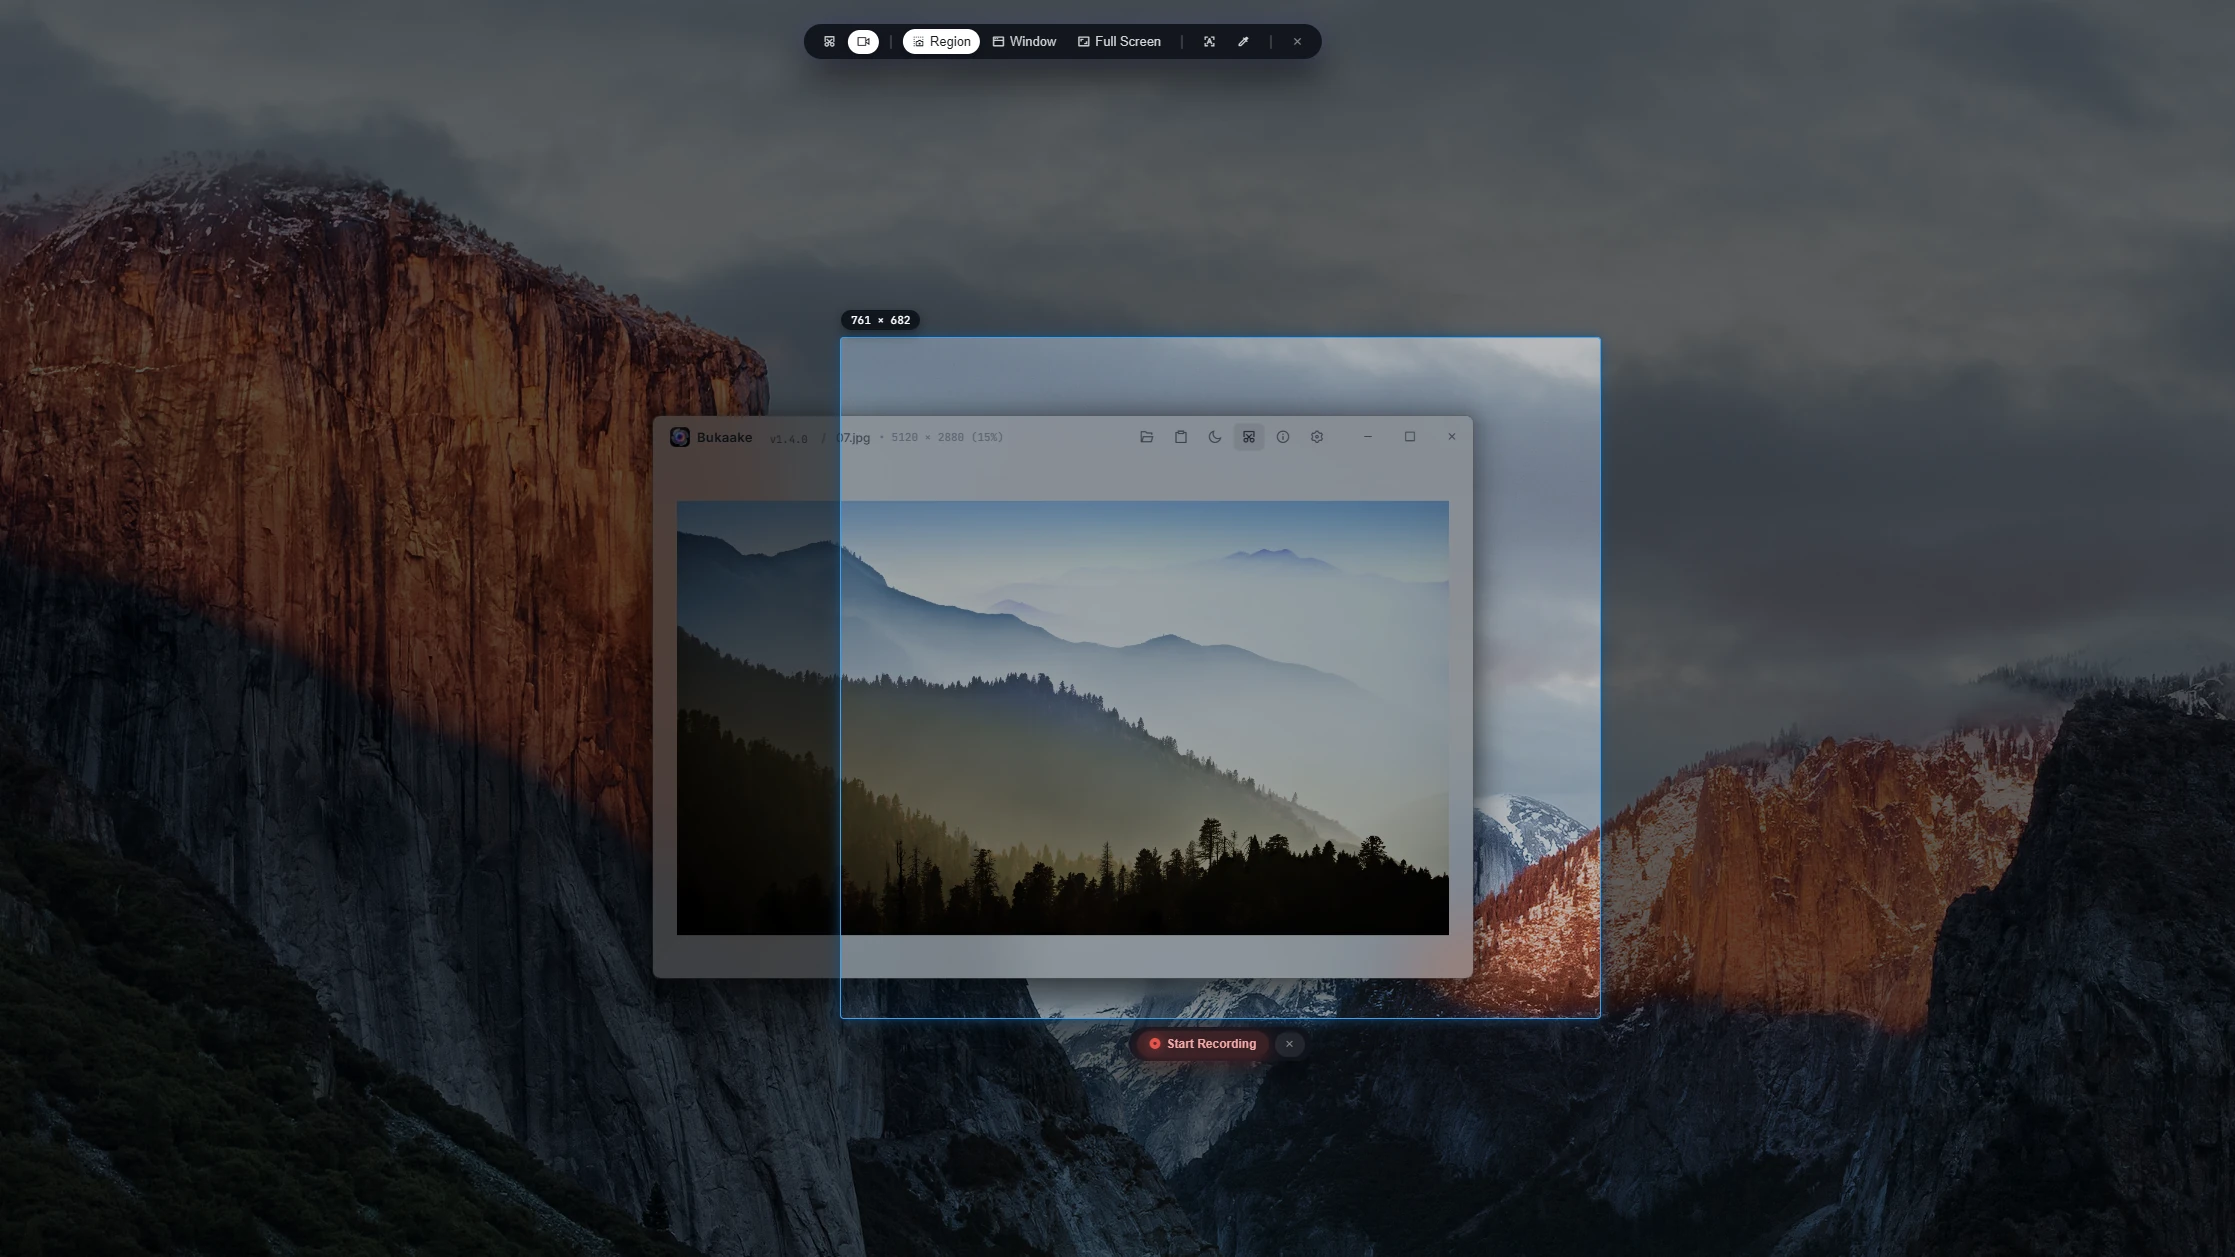 Region Window Full Screen
761 × 682
Bukaake v1.4.0 / 07.jpg • 5120 × 2880 (15%)
Start Recording